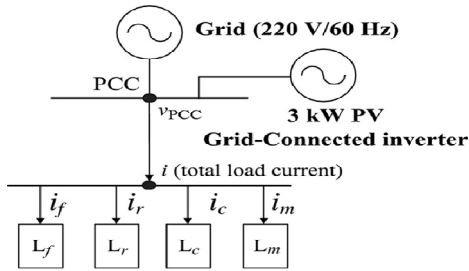 Grid (220 V/60 Hz)
PCC
vPCC
3 kW PV
Grid-Connected inverter
i (total load current)
if ir ic im
Lf Lr Lc Lm